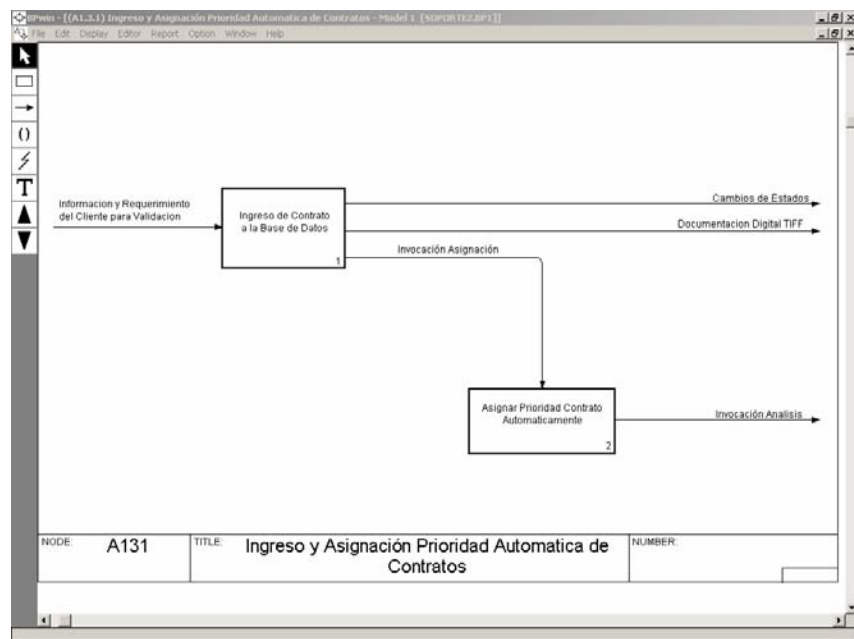 BPwin - [(A1.3.1) Ingreso y Asignación Prioridad Automatica de Contratos - Model 1 [SOPORTE2.BP1]]
File Edit Display Editor Report Option Window Help
T
Informacion y Requerimiento
del Cliente para Validacion
Ingreso de Contrato
a la Base de Datos
1
Cambios de Estados
Documentacion Digital TIFF
Invocación Asignación
Asignar Prioridad Contrato
Automaticamente
2
Invocación Analisis
NODE:
A131
TITLE:
Ingreso y Asignación Prioridad Automatica de
Contratos
NUMBER: